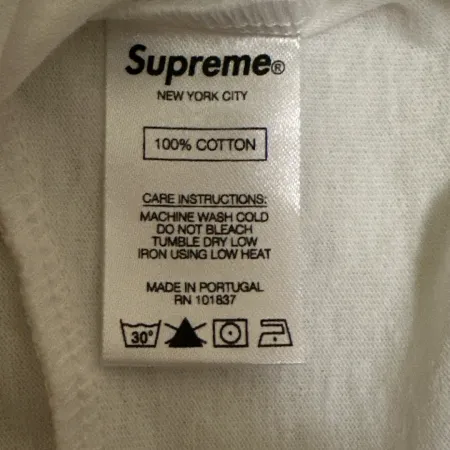 Supreme®
NEW YORK CITY
100% COTTON
CARE INSTRUCTIONS:
MACHINE WASH COLD
DO NOT BLEACH
TUMBLE DRY LOW
IRON USING LOW HEAT
MADE IN PORTUGAL
RN 101837
30°